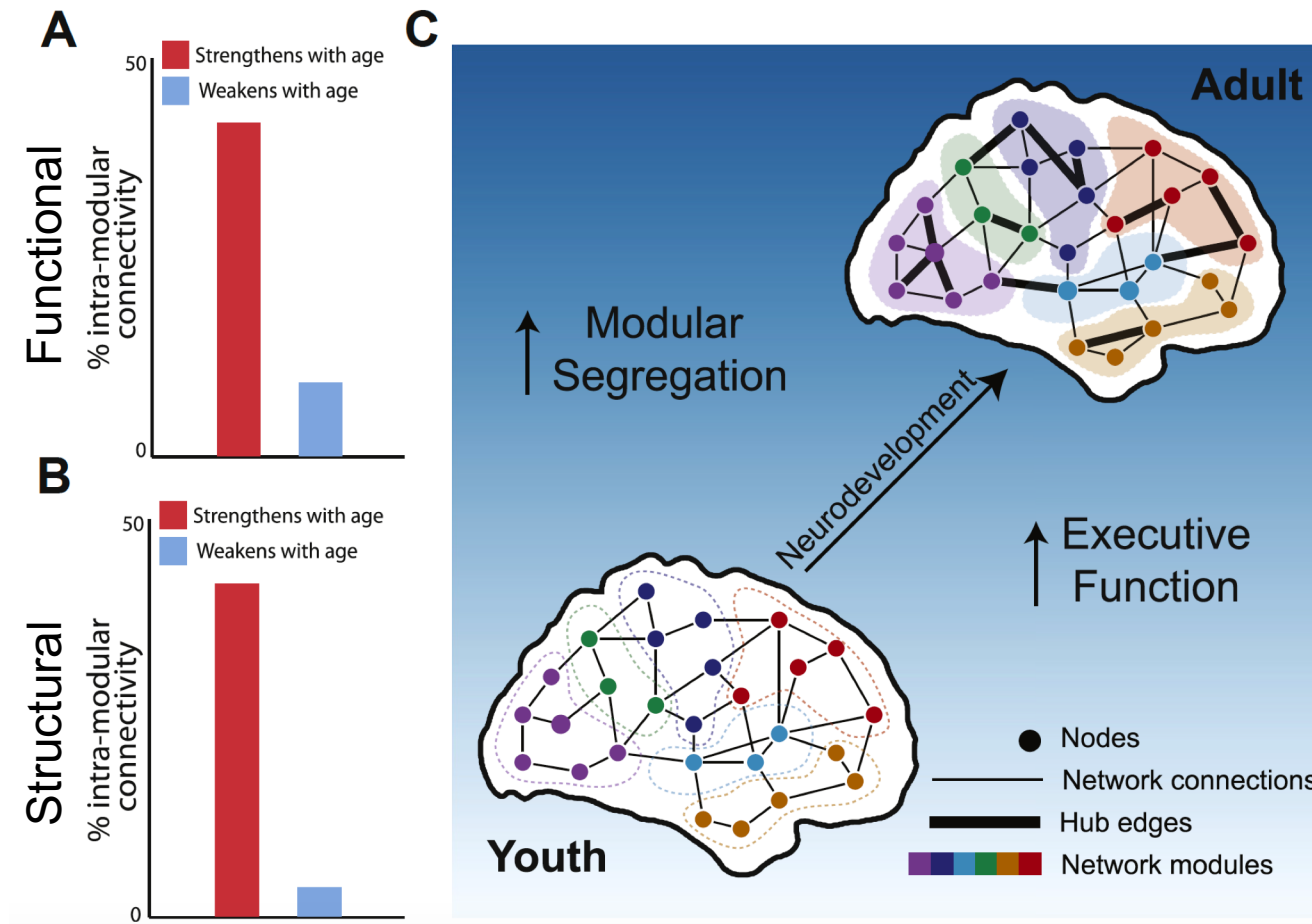 A
Strengthens with age
Weakens with age
50
0
Functional
% intra-modular
connectivity
B
Strengthens with age
Weakens with age
50
0
Structural
% intra-modular
connectivity
C
Adult
Modular
Segregation
Neurodevelopment
Executive
Function
Youth
Nodes
Network connections
Hub edges
Network modules